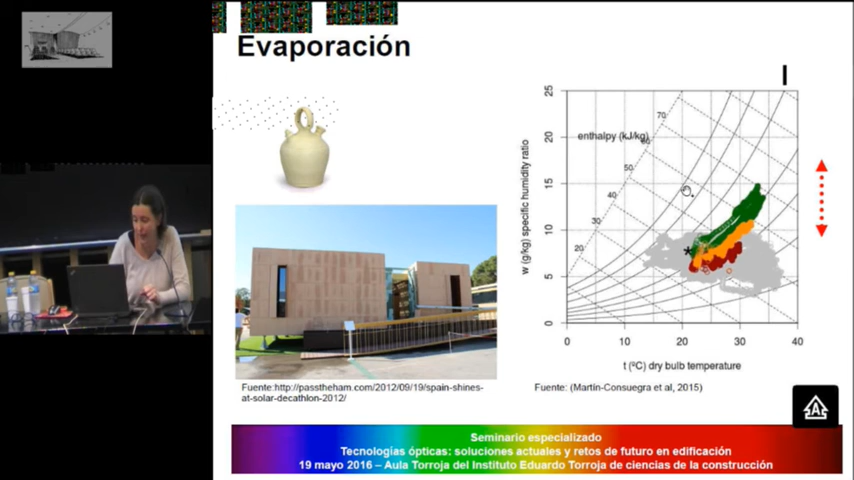 Evaporación
enthalpy (kJ/kg)
70
60
50
40
30
20
w (g/kg) specific humidity ratio
25
20
15
10
5
0
0 10 20 30 40
t (ºC) dry bulb temperature
Fuente:http://passtheham.com/2012/09/19/spain-shines-
at-solar-decathlon-2012/
Fuente: (Martín-Consuegra et al, 2015)
Seminario especializado
Tecnologías ópticas: soluciones actuales y retos de futuro en edificación
19 mayo 2016 – Aula Torroja del Instituto Eduardo Torroja de ciencias de la construcción